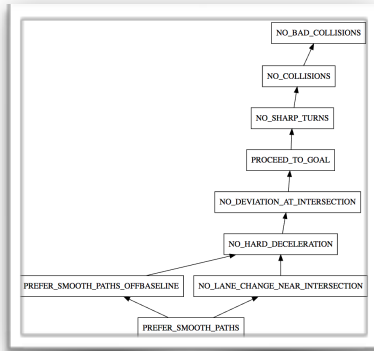 NO_BAD_COLLISIONS
NO_COLLISIONS
NO_SHARP_TURNS
PROCEED_TO_GOAL
NO_DEVIATION_AT_INTERSECTION
NO_HARD_DECELERATION
PREFER_SMOOTH_PATHS_OFFBASELINE
NO_LANE_CHANGE_NEAR_INTERSECTION
PREFER_SMOOTH_PATHS